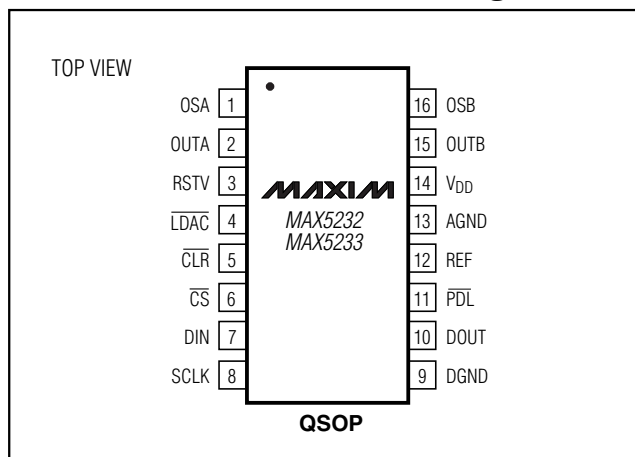 TOP VIEW
OSA 1 16 OSB
OUTA 2 15 OUTB
RSTV 3 MAXIM 14 VDD
LDAC 4 MAX5232 13 AGND
CLR 5 MAX5233 12 REF
CS 6 11 PDL
DIN 7 10 DOUT
SCLK 8 9 DGND
QSOP